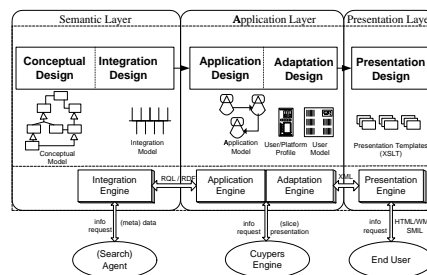 Semantic Layer
Application Layer
Presentation Layer
Conceptual Design
Integration Design
Application Design
Adaptation Design
Presentation Design
Conceptual Model
Integration Model
Application Model
User/Platform Profile
User Model
Presentation Templates (XSLT)
Integration Engine
RQL / RDF
Application Engine
Adaptation Engine
XML
Presentation Engine
info request
(meta) data
info request
(slice) presentation
info request
HTML/WML
SMIL
(Search) Agent
Cuypers Engine
End User